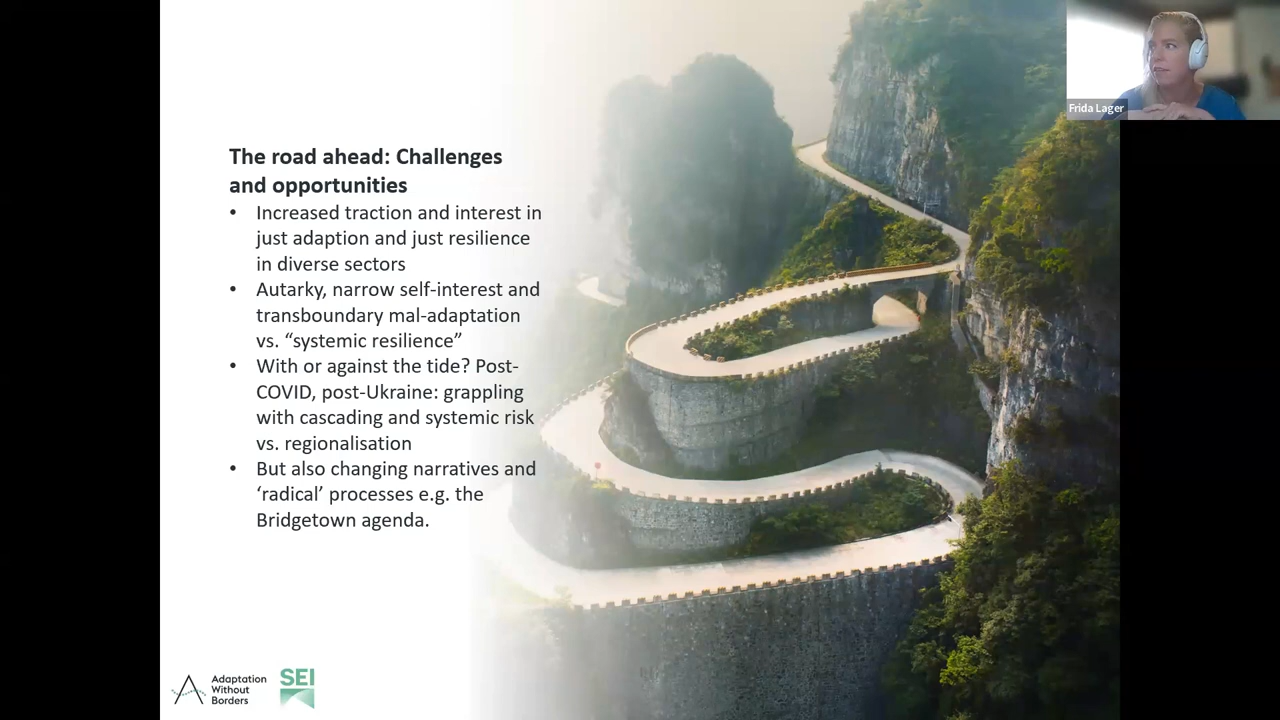 Frida Lager
The road ahead: Challenges
and opportunities
• Increased traction and interest in
just adaption and just resilience
in diverse sectors
• Autarky, narrow self-interest and
transboundary mal-adaptation
vs. “systemic resilience”
• With or against the tide? Post-
COVID, post-Ukraine: grappling
with cascading and systemic risk
vs. regionalisation
• But also changing narratives and
‘radical’ processes e.g. the
Bridgetown agenda.
Adaptation
Without
Borders
SEI